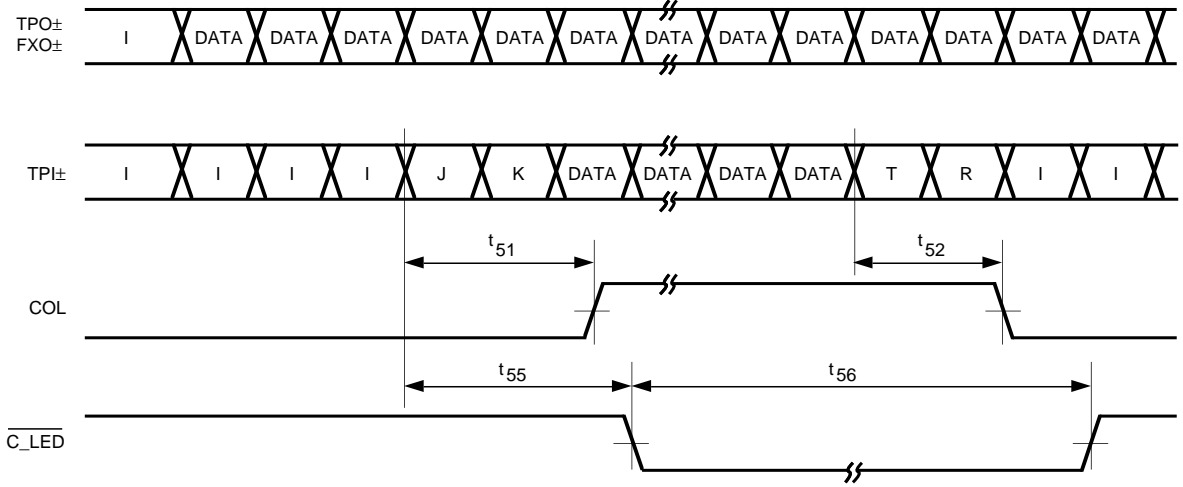 TPO±
FXO±
I DATA DATA DATA DATA DATA DATA DATA DATA DATA DATA DATA DATA DATA
TPI±
I I I I J K DATA DATA DATA DATA T R I I
t51
t52
COL
t55
t56
C_LED